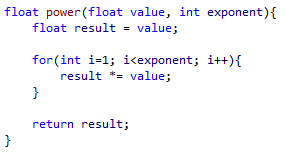 float power(float value, int exponent){
    float result = value;

    for(int i=1; i<exponent; i++){
        result *= value;
    }

    return result;
}